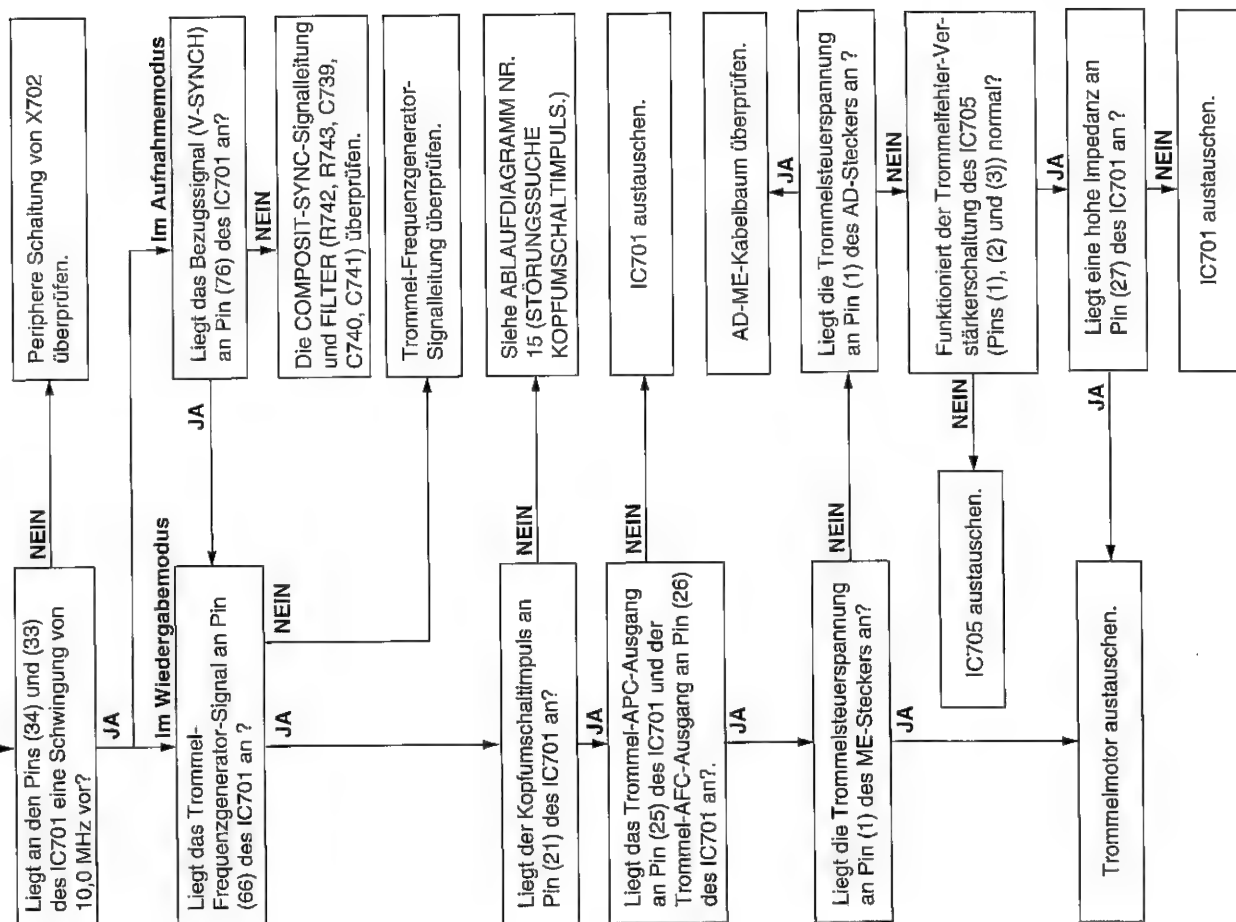 Liegt an den Pins (34) und (33)
des IC701 eine Schwingung von
10,0 MHz vor?
NEIN
Periphere Schaltung von X702
überprüfen.
JA
Im Aufnahmemodus
Liegt das Bezugssignal (V-SYNCH)
an Pin (76) des IC701 an?
JA
NEIN
Die COMPOSIT-SYNC-Signalleitung
und FILTER (R742, R743, C739,
C740, C741) überprüfen.
Im Wiedergabemodus
Liegt das Trommel-
Frequenzgenerator-Signal an Pin
(66) des IC701 an ?
NEIN
Trommel-Frequenzgenerator-
Signalleitung überprüfen.
JA
Liegt der Kopfumschaltimpuls an
Pin (21) des IC701 an?
NEIN
Siehe ABLAUFDIAGRAMM NR.
15 (STÖRUNGSSUCHE
KOPFUMSCHALTIMPULS.)
JA
Liegt das Trommel-APC-Ausgang
an Pin (25) des IC701 und der
Trommel-AFC-Ausgang an Pin (26)
des IC701 an?.
NEIN
IC701 austauschen.
JA
Liegt die Trommelsteuerspannung
an Pin (1) des ME-Steckers an?
NEIN
Liegt die Trommelsteuerspannung
an Pin (1) des AD-Steckers an ?
JA
AD-ME-Kabelbaum überprüfen.
NEIN
Funktioniert der Trommelfehler-Ver-
stärkerschaltung des IC705
(Pins (1), (2) und (3)) normal?
NEIN
IC705 austauschen.
JA
Liegt eine hohe Impedanz an
Pin (27) des IC701 an ?
JA
NEIN
IC701 austauschen.
JA
Trommelmotor austauschen.